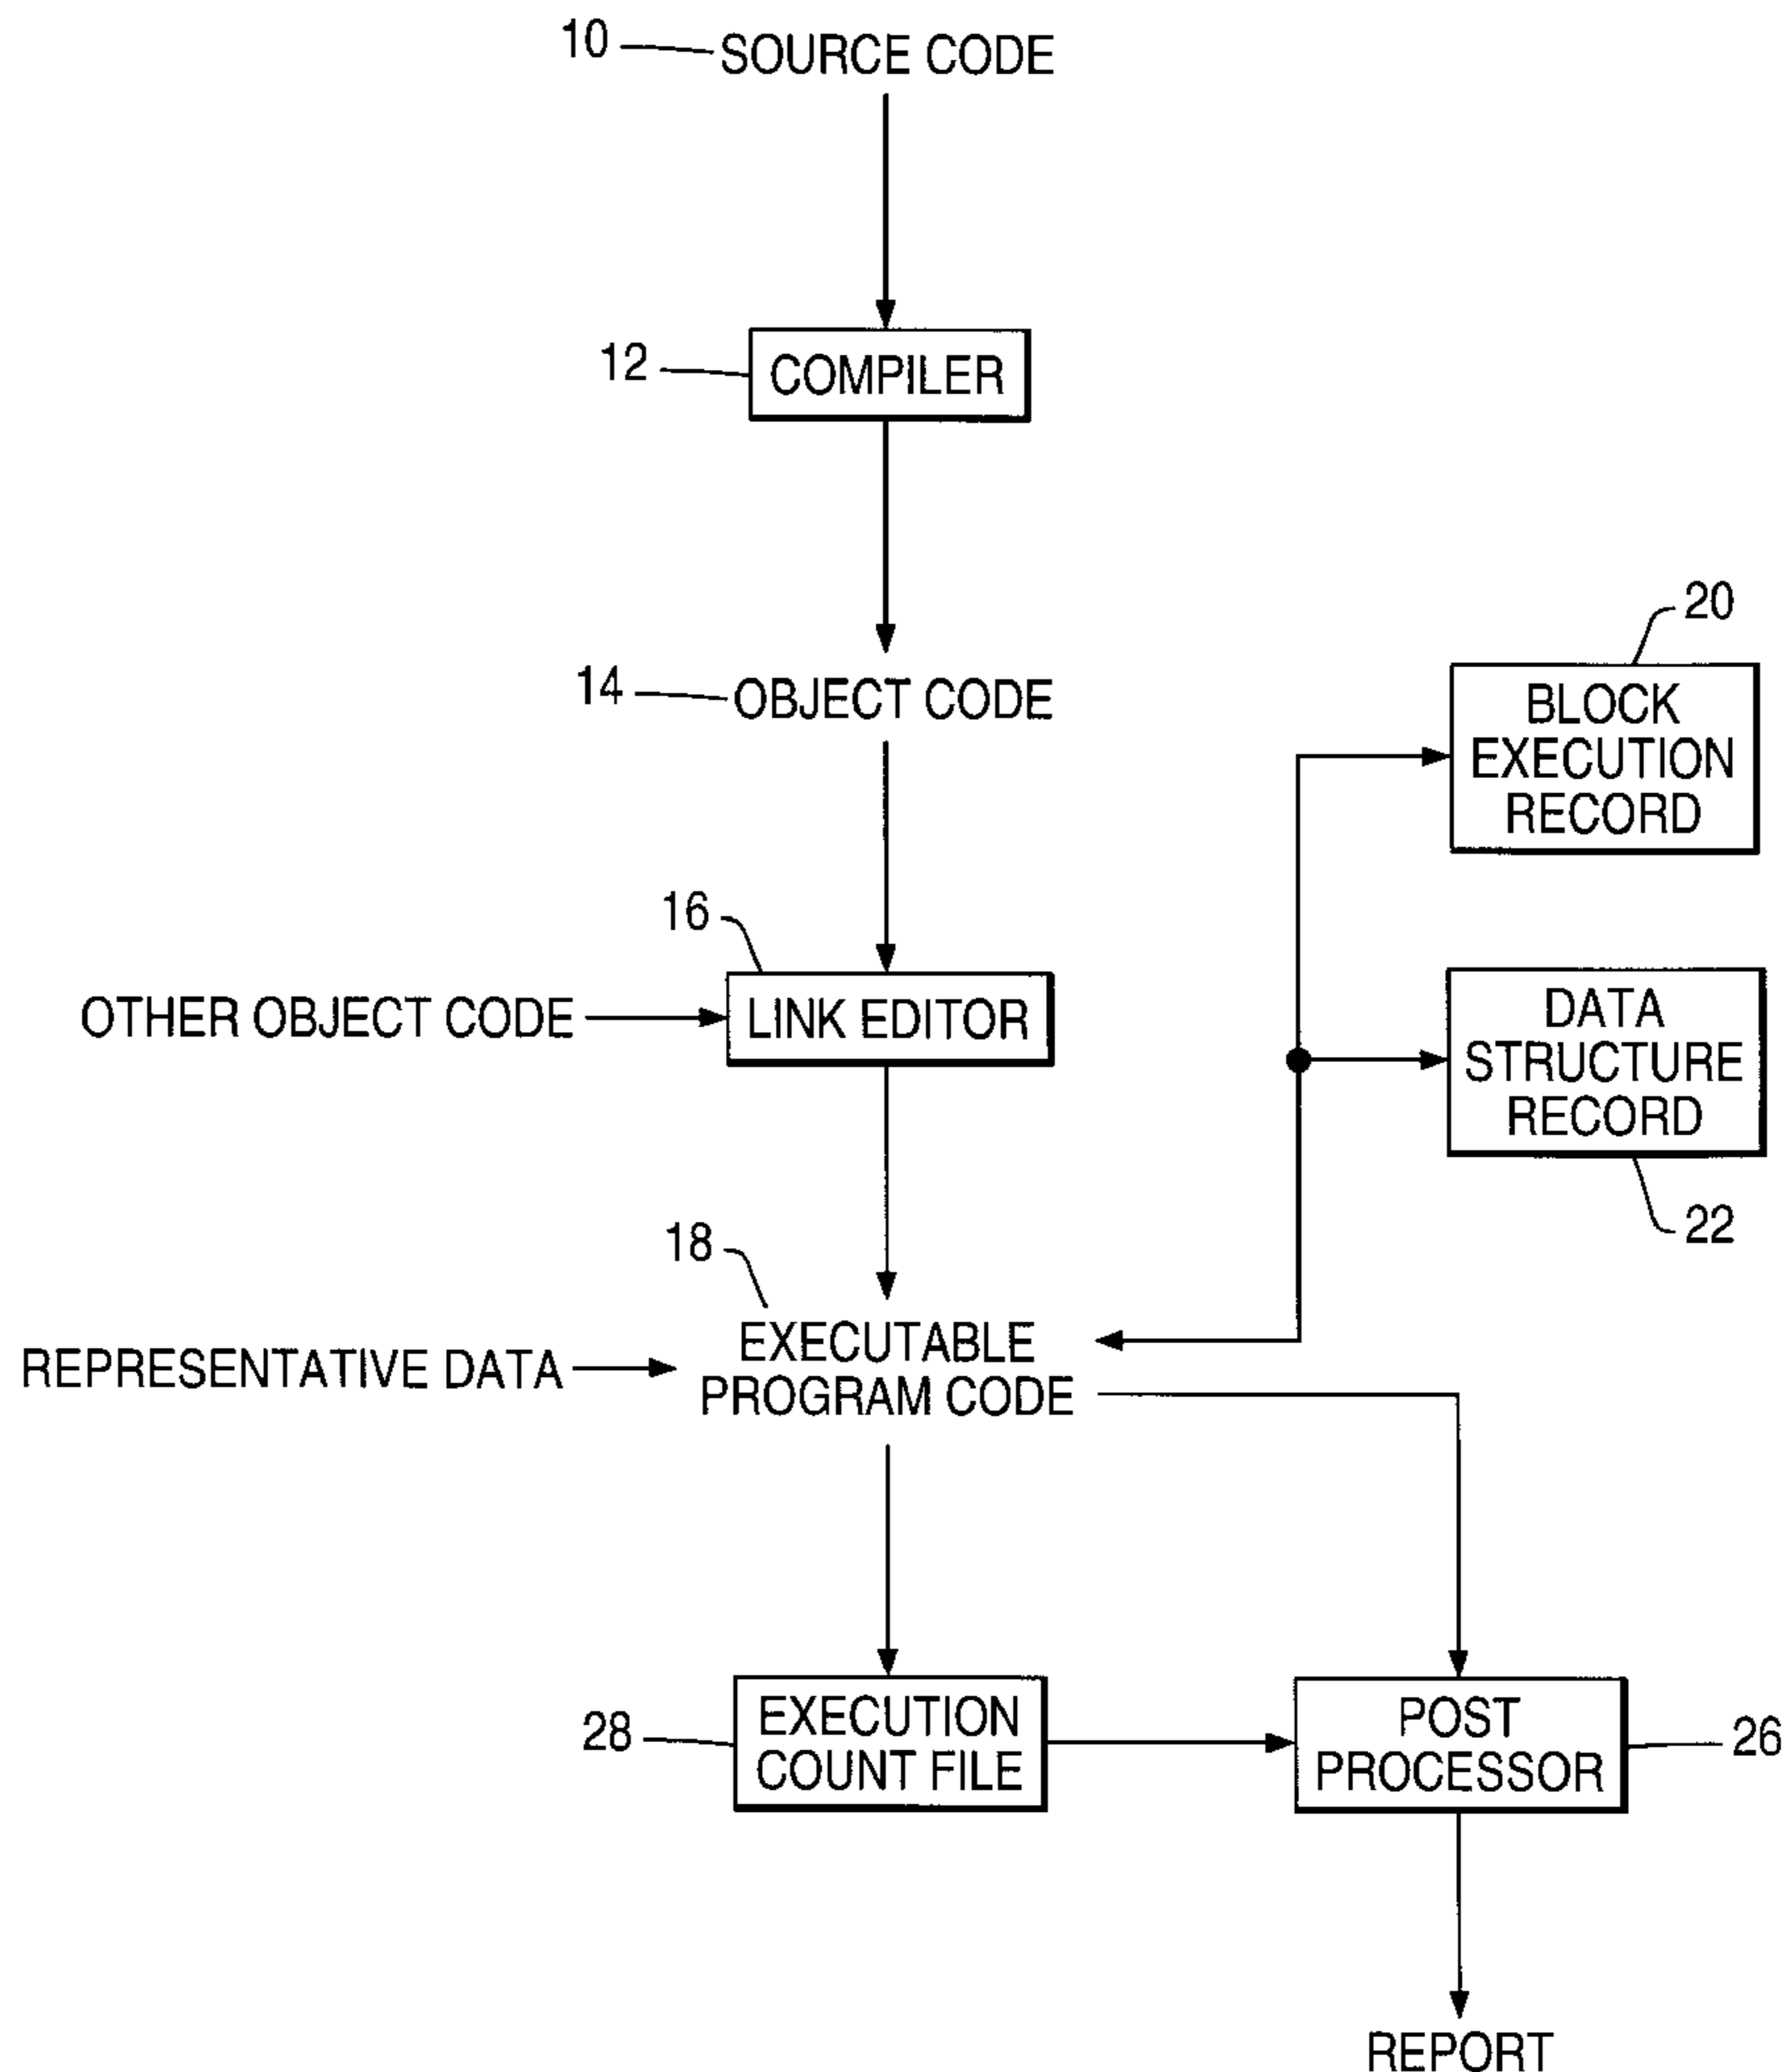 10
SOURCE CODE
12
COMPILER
14
OBJECT CODE
20
BLOCK
EXECUTION
RECORD
16
OTHER OBJECT CODE
LINK EDITOR
DATA
STRUCTURE
RECORD
22
18
REPRESENTATIVE DATA
EXECUTABLE
PROGRAM CODE
28
EXECUTION
COUNT FILE
POST
PROCESSOR
26
REPORT